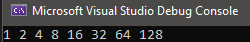 Microsoft Visual Studio Debug Console
1 2 4 8 16 32 64 128